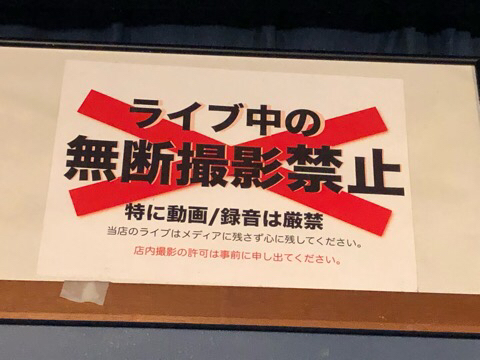 ライブ中の
無断撮影禁止
特に動画/録音は厳禁
当店のライブはメディアに残さず心に残してください。
店内撮影の許可は事前に申し出てください。